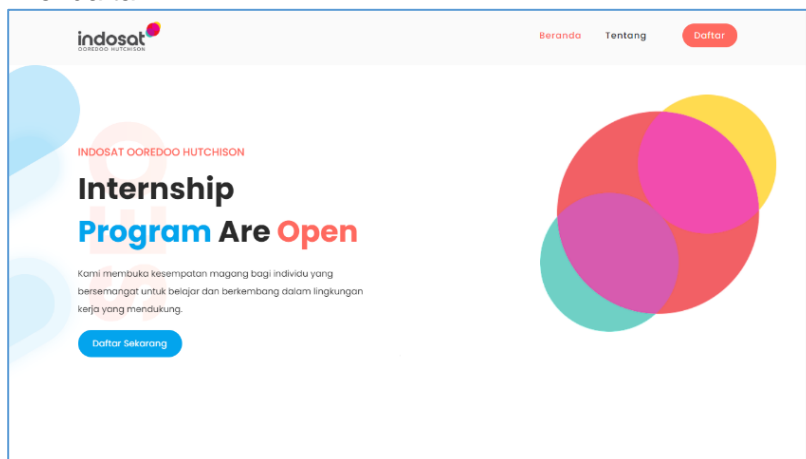 indosat
OOREDOO HUTCHISON
Beranda
Tentang
Daftar
INDOSAT OOREDOO HUTCHISON
Internship
Program Are Open
Kami membuka kesempatan magang bagi individu yang
bersemangat untuk belajar dan berkembang dalam lingkungan
kerja yang mendukung.
Daftar Sekarang
SEO